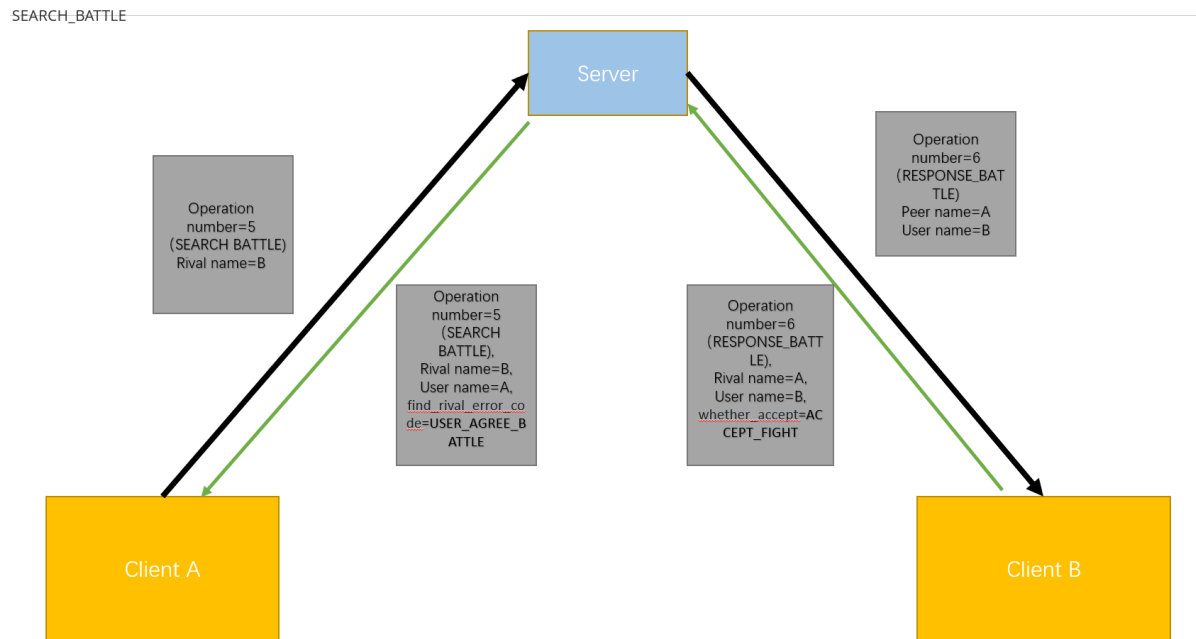 SEARCH_BATTLE
Server
Operation
number=5
（SEARCH BATTLE)
Rival name=B
Operation
number=5
（SEARCH
BATTLE),
Rival name=B,
User name=A,
find_rival_error_co
de=USER_AGREE_B
ATTLE
Operation
number=6
（RESPONSE_BATT
LE),
Rival name=A,
User name=B,
whether_accept=AC
CEPT_FIGHT
Operation
number=6
（RESPONSE_BAT
TLE)
Peer name=A
User name=B
Client A
Client B